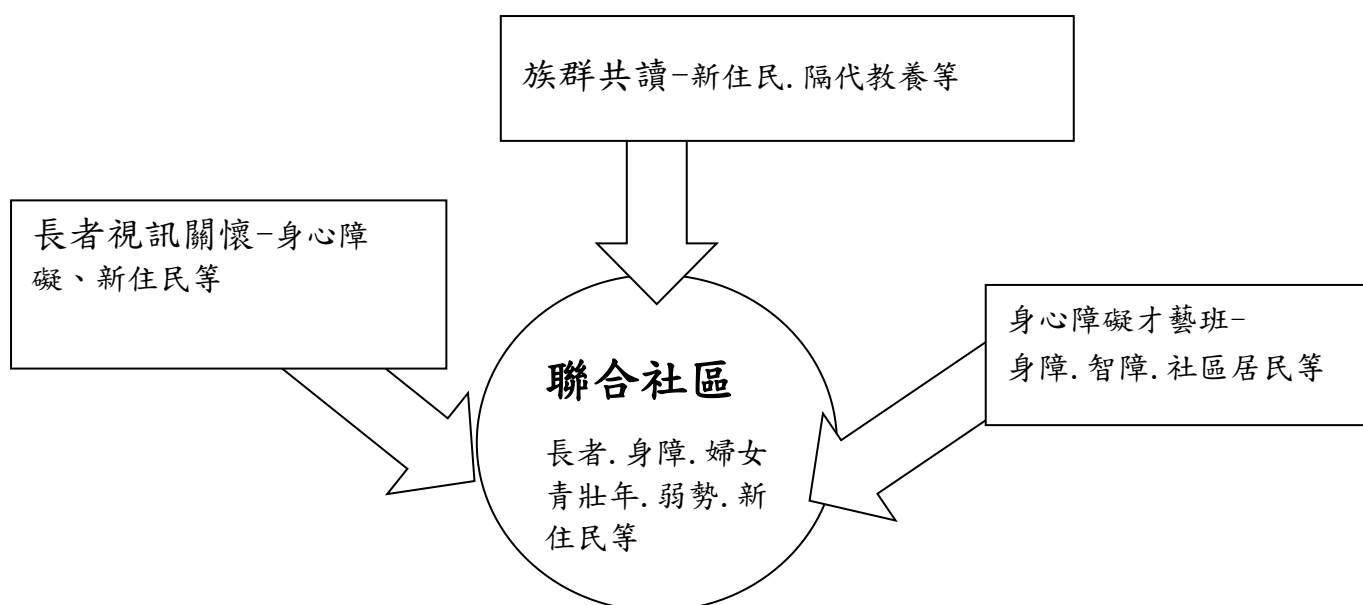 族群共讀-新住民.隔代教養等
長者視訊關懷-身心障
礙、新住民等
身心障礙才藝班-
身障.智障.社區居民等
聯合社區
長者.身障.婦女
青壯年.弱勢.新
住民等